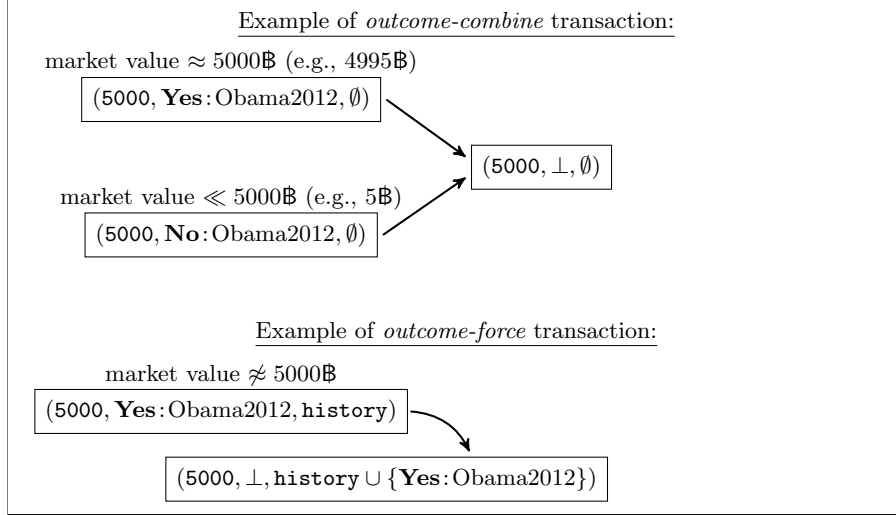 Example of outcome-combine transaction:
market value ≈ 5000฿ (e.g., 4995฿)
(5000, Yes:Obama2012, ∅)
(5000, ⊥, ∅)
market value ≪ 5000฿ (e.g., 5฿)
(5000, No:Obama2012, ∅)
Example of outcome-force transaction:
market value ≉ 5000฿
(5000, Yes:Obama2012, history)
(5000, ⊥, history ∪ {Yes:Obama2012})